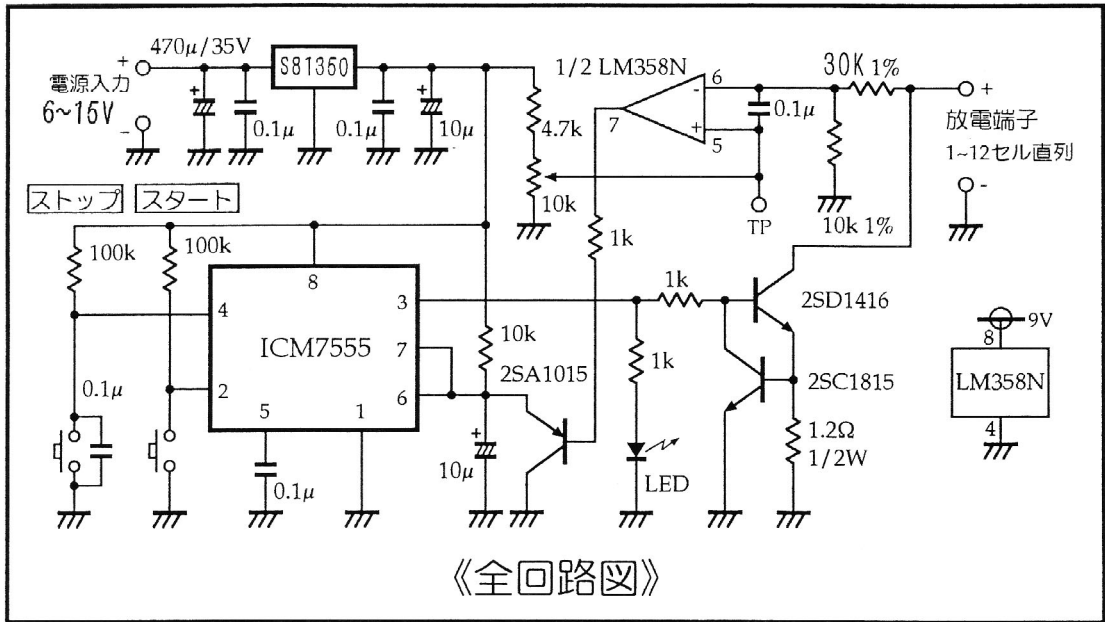 電源入力
6~15V
+
-
470μ/35V
+
0.1μ
S81350
0.1μ
+
10μ
4.7k
10k
1/2 LM358N
7
-
6
+
5
0.1μ
TP
30K 1%
10k 1%
+
放電端子
1~12セル直列
-
ストップ
スタート
100k
100k
0.1μ
ICM7555
8
4
2
5
1
3
7
6
0.1μ
10k
+
10μ
2SA1015
1k
1k
1k
LED
2SD1416
2SC1815
1.2Ω
1/2W
9V
8
LM358N
4
《全回路図》